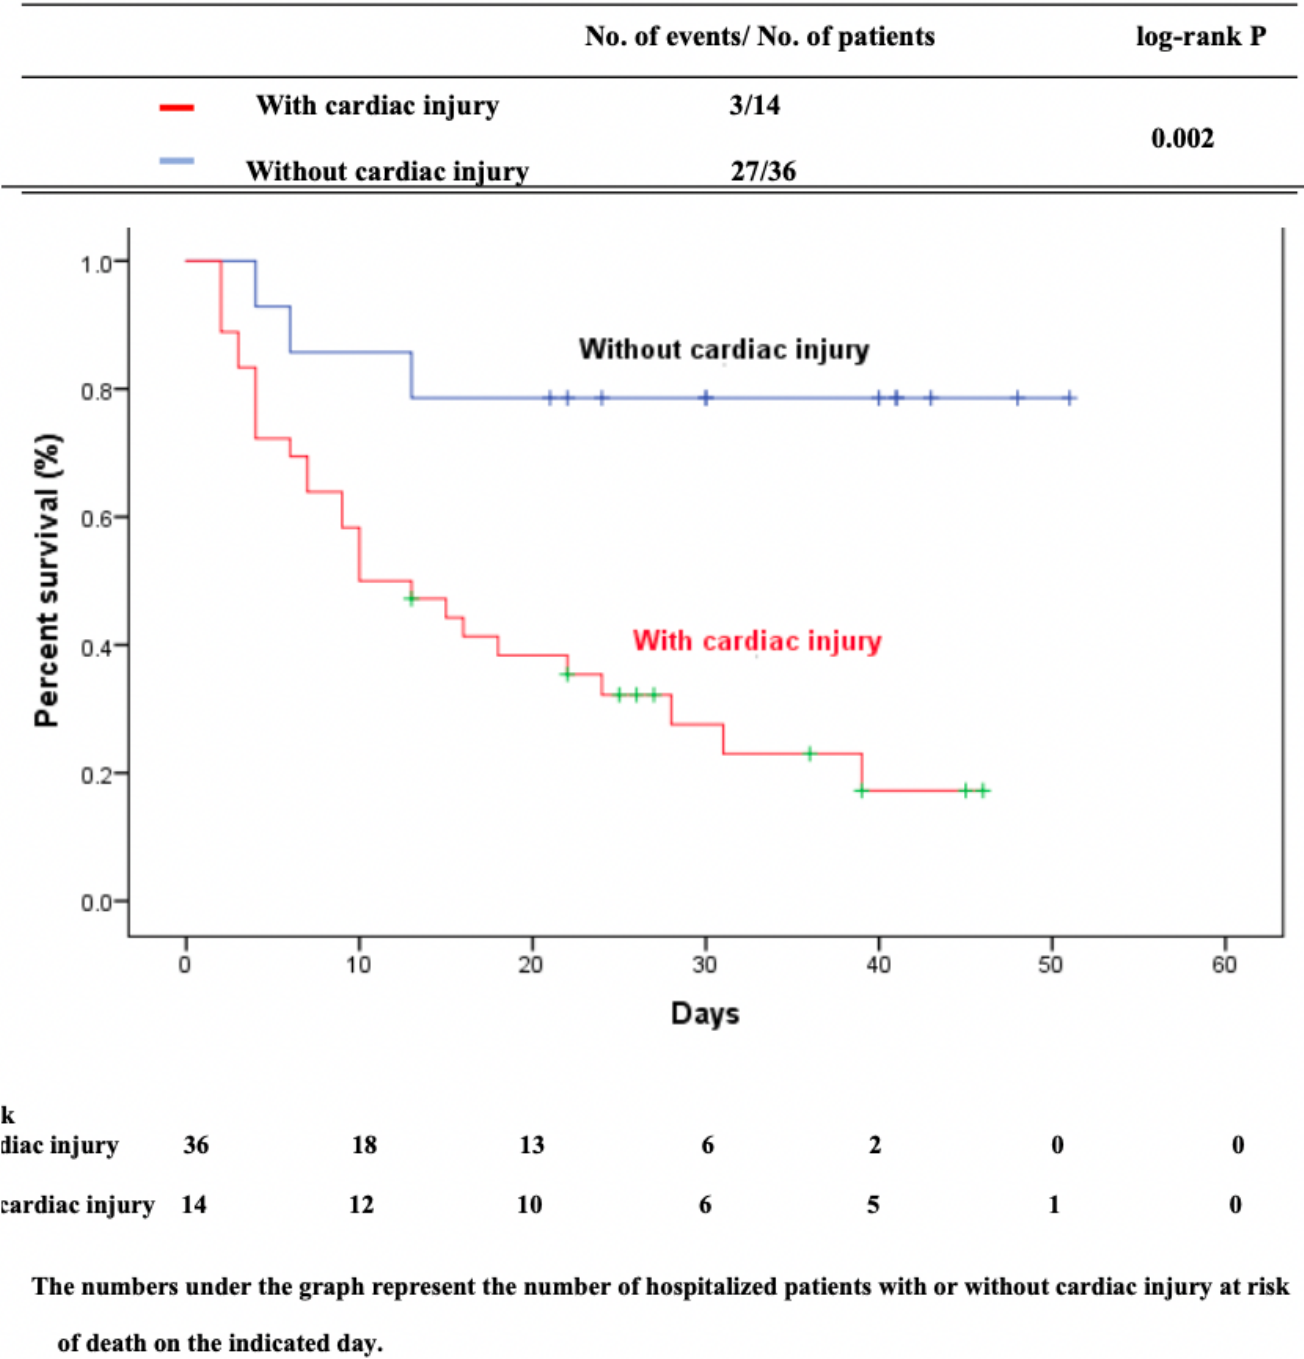 No. of events/ No. of patients log-rank P
With cardiac injury 3/14
0.002
Without cardiac injury 27/36
1.0
0.8
0.6
0.4
0.2
0.0
Percent survival (%)
Without cardiac injury
With cardiac injury
0 10 20 30 40 50 60
Days
k
diac injury 36 18 13 6 2 0 0
cardiac injury 14 12 10 6 5 1 0
The numbers under the graph represent the number of hospitalized patients with or without cardiac injury at risk
of death on the indicated day.